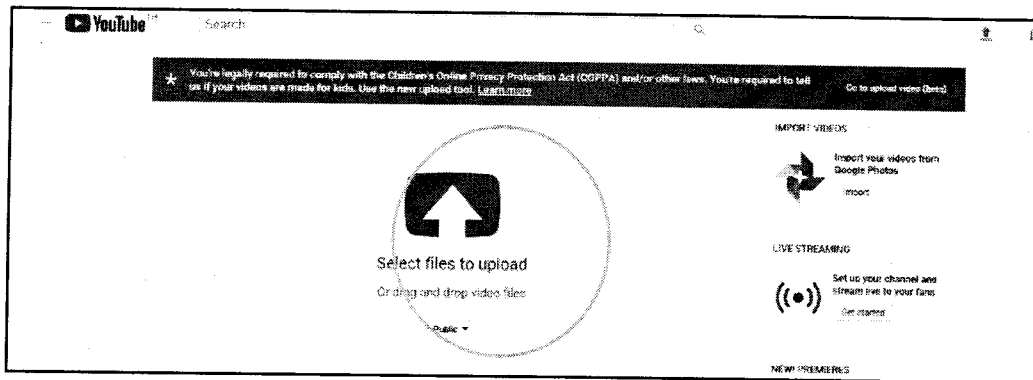 YouTube
Search
You're legally required to comply with the Children's Online Privacy Protection Act (COPPA) and/or other laws. You're required to tell
us if your videos are made for kids. Use the new upload tool. Learn more
Go to upload video (beta)
IMPORT VIDEOS
Import your videos from
Google Photos
Import
Select files to upload
Or drag and drop video files
Public
LIVE STREAMING
Set up your channel and
stream live to your fans
Get started
NEW! PREMIERES